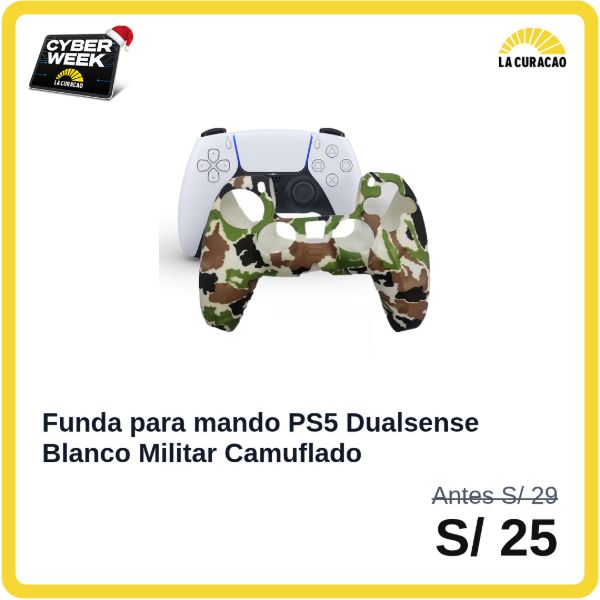 CYBER
WEEK
LA CURACAO
LA CURACAO
Funda para mando PS5 Dualsense
Blanco Militar Camuflado
Antes S/ 29
S/ 25